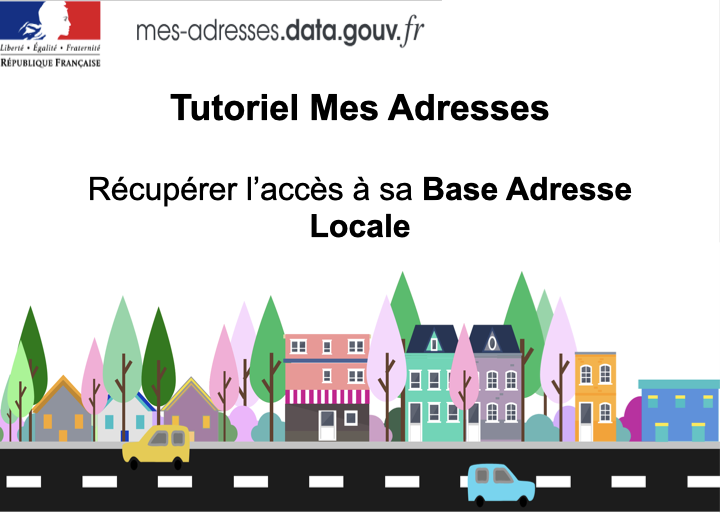 mes-adresses.data.gouv.fr
Liberté • Égalité • Fraternité
RÉPUBLIQUE FRANÇAISE
Tutoriel Mes Adresses
Récupérer l’accès à sa Base Adresse
Locale